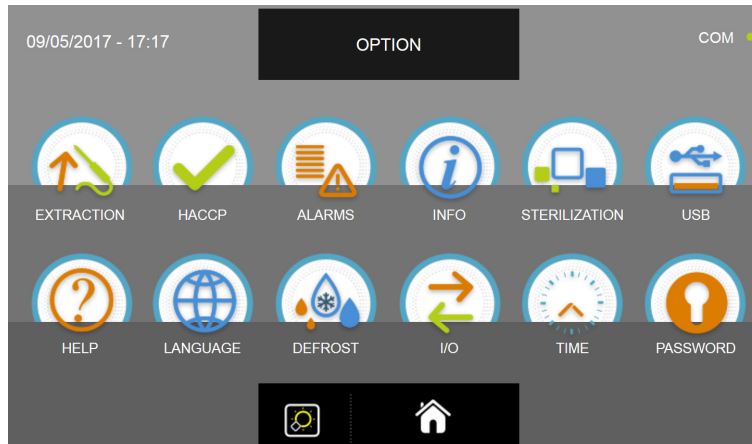 09/05/2017 - 17:17
OPTION
COM
EXTRACTION
HACCP
ALARMS
INFO
STERILIZATION
USB
HELP
LANGUAGE
DEFROST
I/O
TIME
PASSWORD